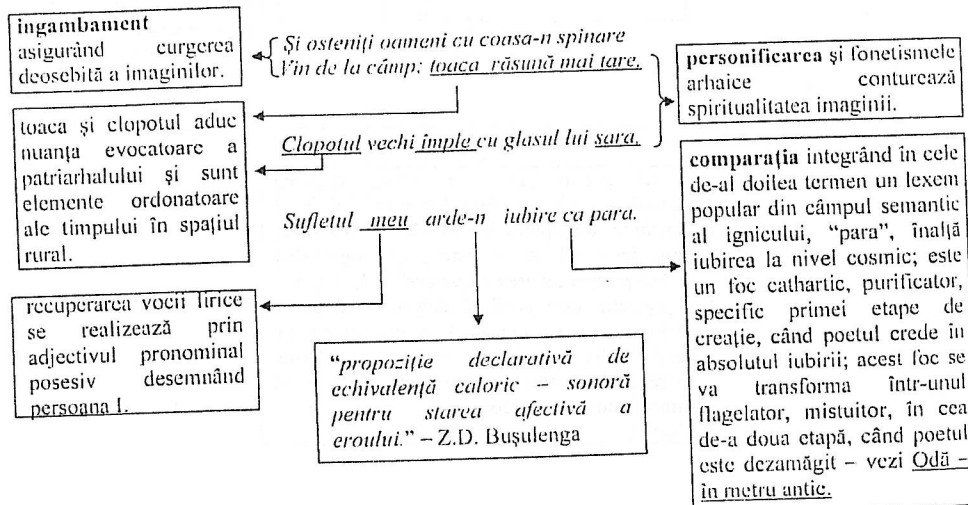 ingambament
asigurând curgerea
deosebită a imaginilor.
Și osteniți oameni cu coasa-n spinare
Vin de la câmp; toaca răsună mai tare,
personificarea și fonetismele
arhaice conturează
spiritualitatea imaginii.
toaca și clopotul aduc
nuanța evocatoare a
patriarhalului și sunt
elemente ordonatoare
ale timpului în spațiul
rural.
Clopotul vechi împle cu glasul lui sara,
Sufletul meu arde-n iubire ca para.
comparația integrând în cele
de-al doilea termen un lexem
popular din câmpul semantic
al ignicului, “para”, înalță
iubirea la nivel cosmic; este
un foc cathartic, purificator,
specific primei etape de
creație, când poetul crede în
absolutul iubirii; acest foc se
va transforma într-unul
flagelator, mistuitor, în cea
de-a doua etapă, când poetul
este dezamăgit – vezi Odă –
în metru antic.
recuperarea vocii lirice
se realizează prin
adjectivul pronominal
posesiv desemnând
persoana I.
“propoziție declarativă de
echivalență caloric – sonoră
pentru starea afectivă a
eroului.” – Z.D. Bușulenga